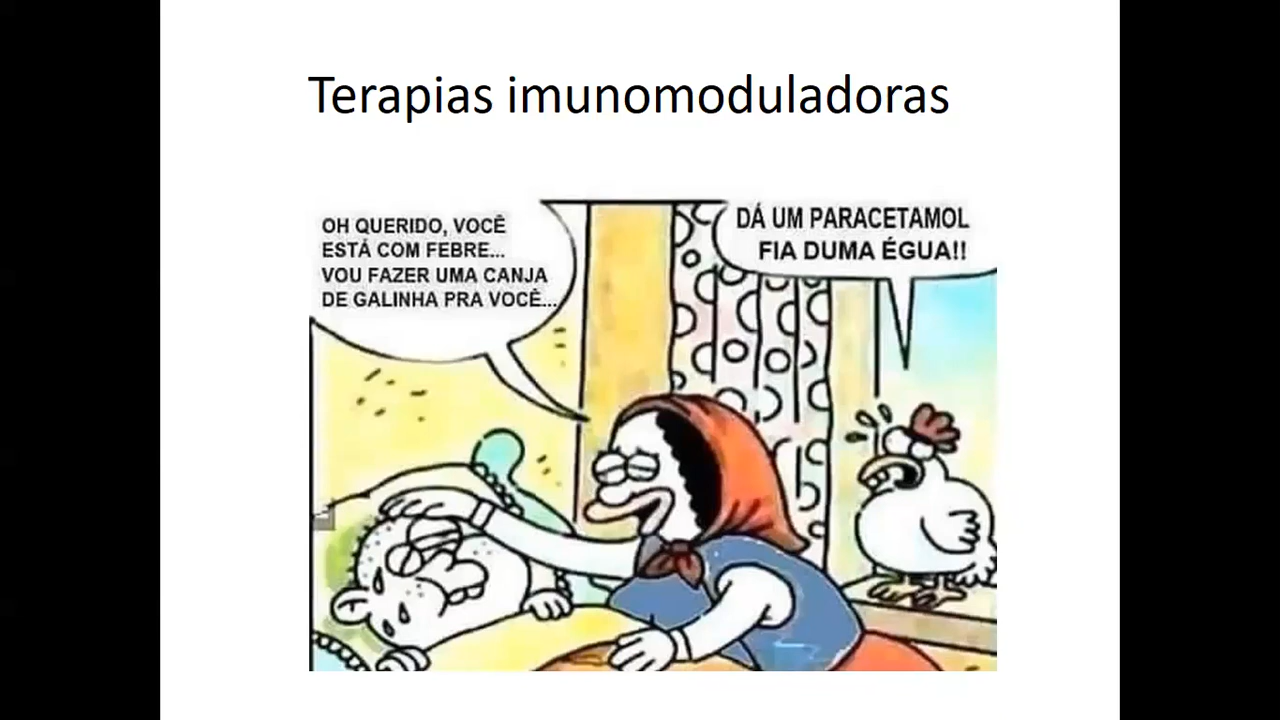 Terapias imunomoduladoras
OH QUERIDO, VOCÊ
ESTÁ COM FEBRE...
VOU FAZER UMA CANJA
DE GALINHA PRA VOCÊ...
DÁ UM PARACETAMOL
FIA DUMA ÉGUA!!